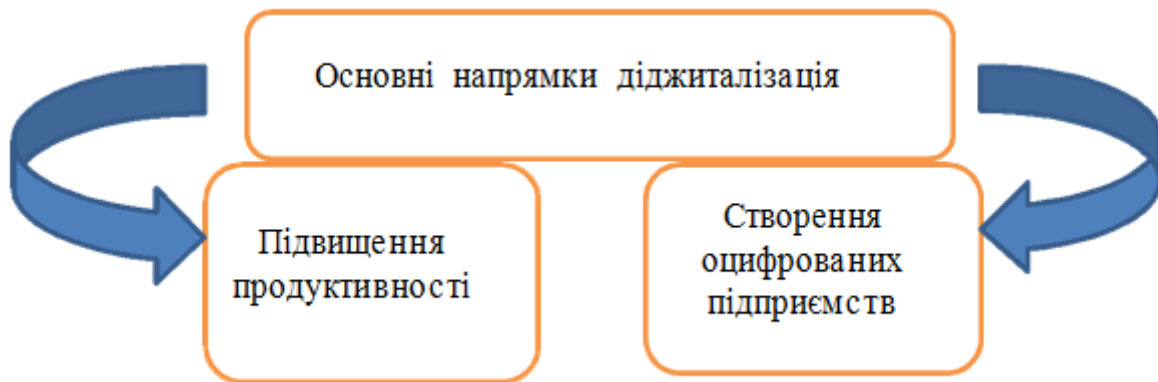 Основні напрямки діджиталізація
Підвищення
продуктивності
Створення
оцифрованих
підприємств